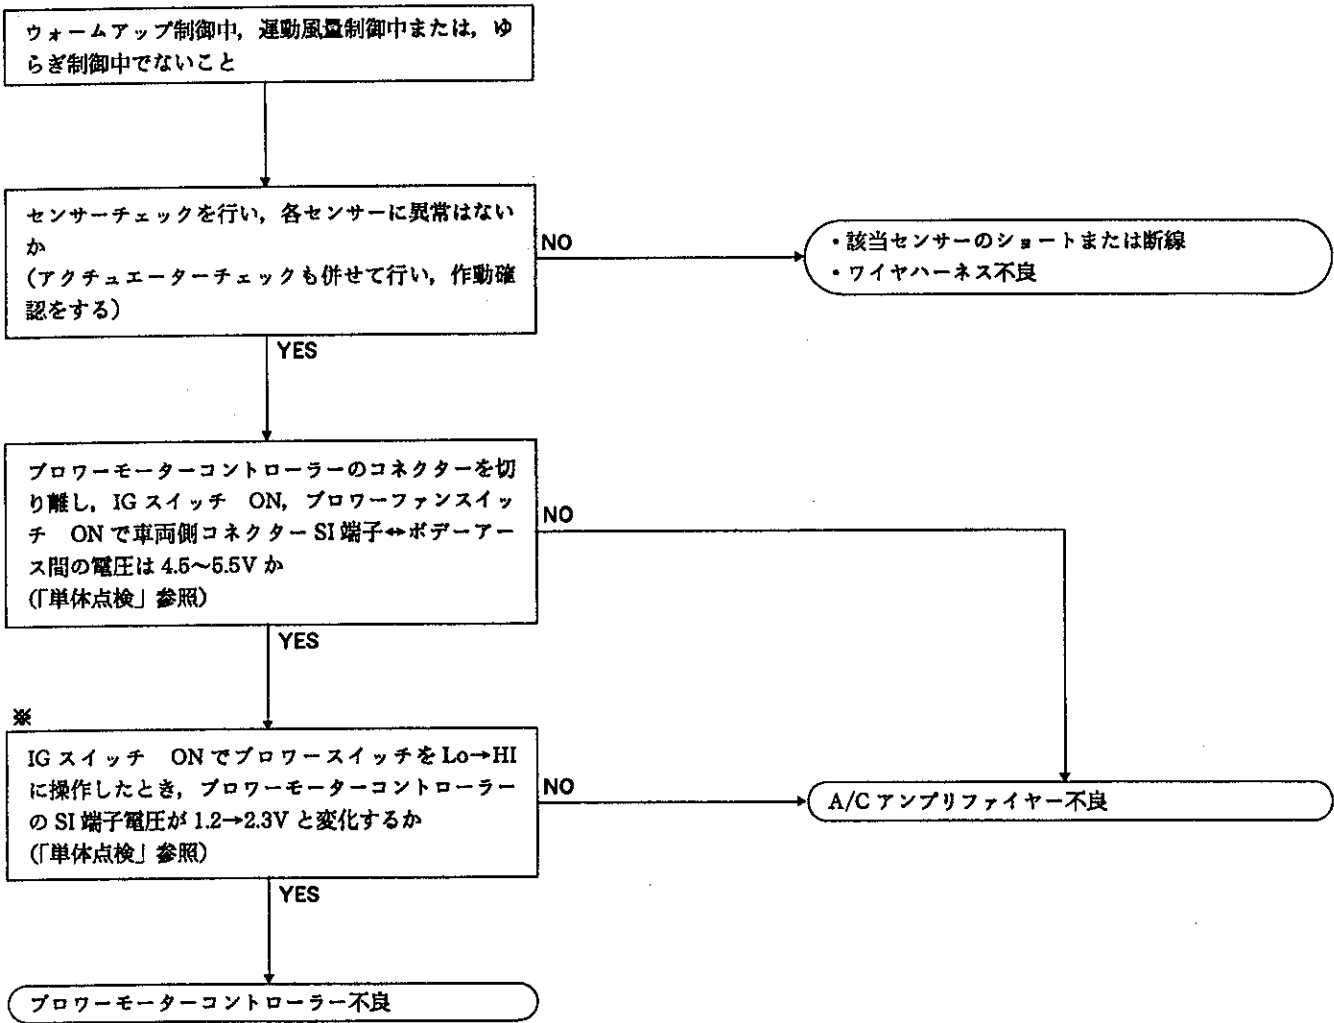 ウォームアップ制御中，運動風量制御中または，ゆ
らぎ制御中でないこと
センサーチェックを行い，各センサーに異常はない
か
（アクチュエーターチェックも併せて行い，作動確
認をする）
NO
・該当センサーのショートまたは断線
・ワイヤハーネス不良
YES
ブロワーモーターコントローラーのコネクターを切
り離し，IG スイッチ　ON，ブロワーファンスイッ
チ　ON で車両側コネクター SI 端子↔ボデーアー
ス間の電圧は 4.5〜5.5V か
（「単体点検」参照）
NO
YES
※
IG スイッチ　ON でブロワースイッチを Lo→HI
に操作したとき，ブロワーモーターコントローラー
の SI 端子電圧が 1.2→2.3V と変化するか
（「単体点検」参照）
NO
A/C アンプリファイヤー不良
YES
ブロワーモーターコントローラー不良